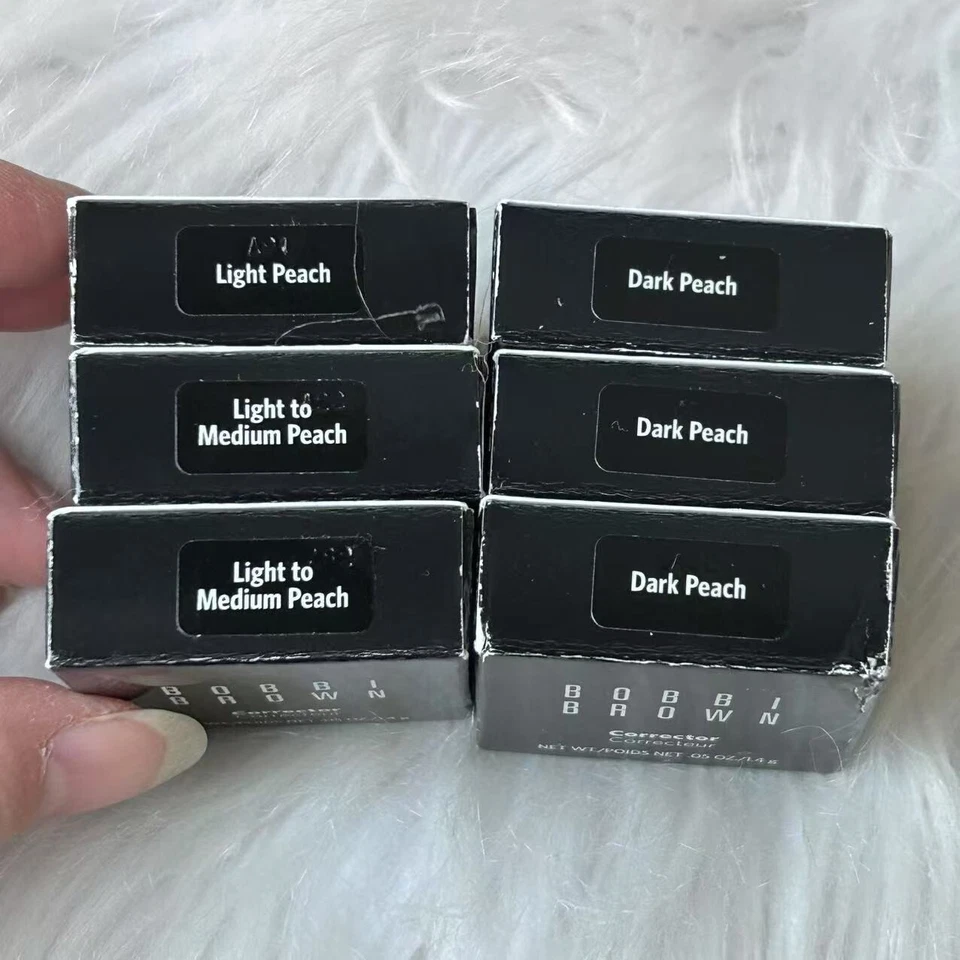 Light Peach
Dark Peach
Light to
Medium Peach
Dark Peach
Light to
Medium Peach
Dark Peach
BOBBI
BROWN
Corrector
BOBBI
BROWN
Corrector
Correcteur
NET WT./POIDS NET .05 OZ/1.4 g